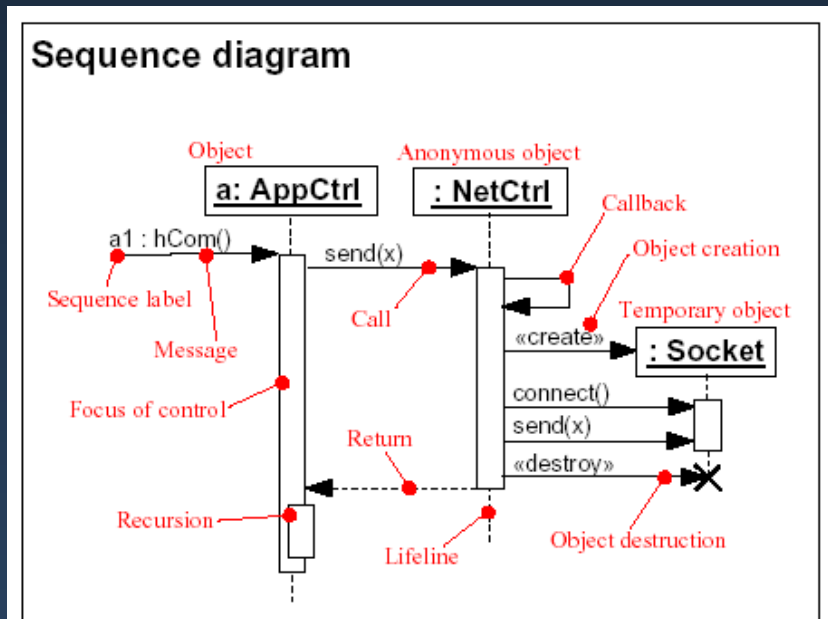 Sequence diagram
Object
Anonymous object
a: AppCtrl
: NetCtrl
Callback
a1 : hCom()
send(x)
Object creation
Sequence label
Call
Temporary object
Message
«create»
: Socket
Focus of control
connect()
send(x)
Return
«destroy»
Recursion
Lifeline
Object destruction